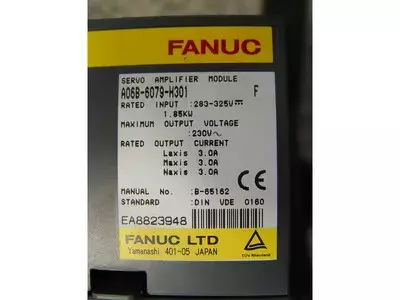 FANUC
SERVO AMPLIFIER MODULE
A06B-6079-H301 F
RATED INPUT :283-325V⎓
1.85KW
MAXIMUM OUTPUT VOLTAGE
:230V~
RATED OUTPUT CURRENT
Laxis 3.0A
Maxis 3.0A
Naxis 3.0A
MANUAL No. :B-65162
STANDARD :DIN VDE 0160
CE
EA8823948
FANUC LTD
Yamanashi 401-05 JAPAN
TÜV Rheinland